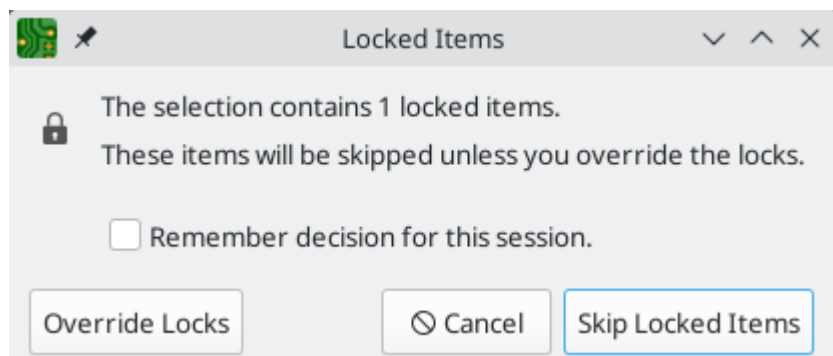 Locked Items
The selection contains 1 locked items.
These items will be skipped unless you override the locks.
Remember decision for this session.
Override Locks
Cancel
Skip Locked Items